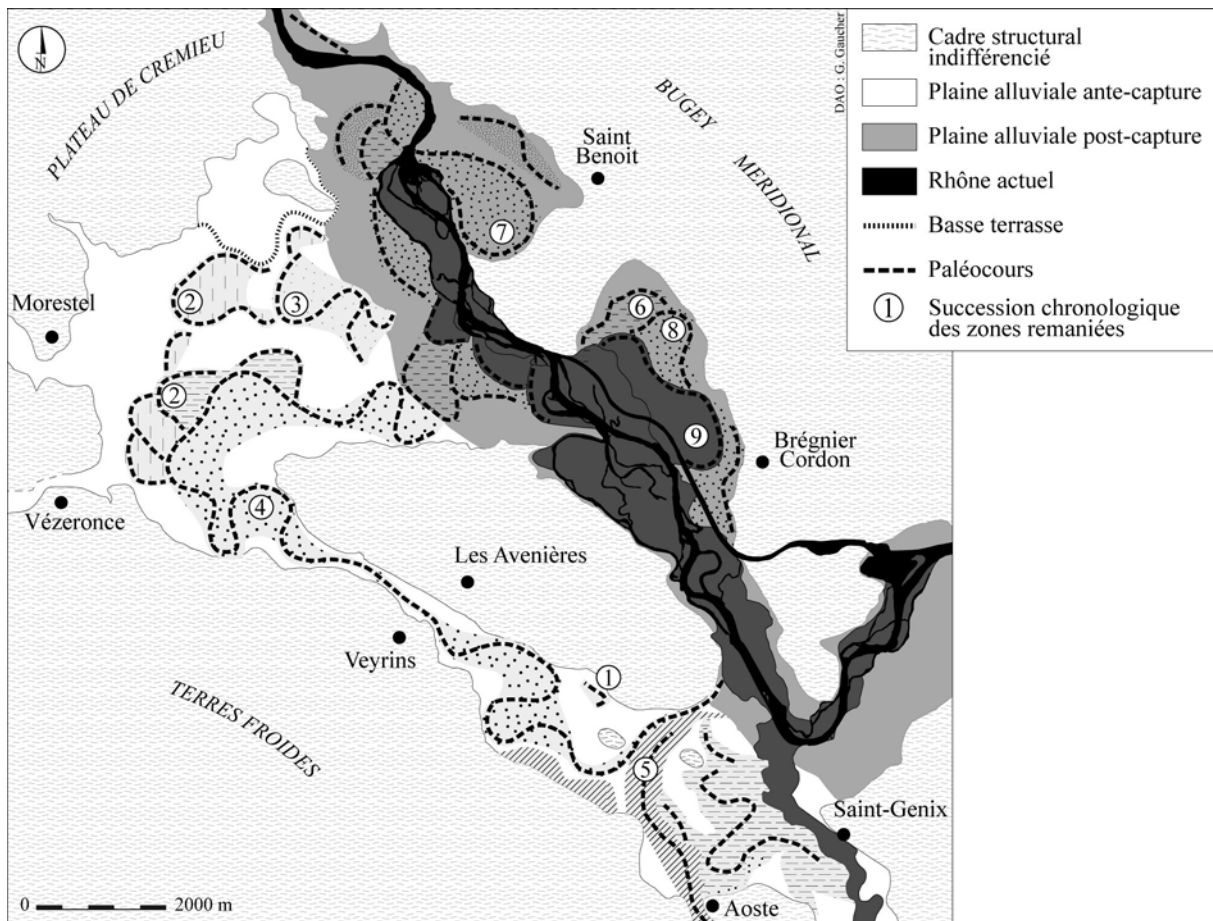 N
PLATEAU DE CREMIEU
BUGEY
MERIDIONAL
Saint
Benoit
DAO : G. Gaucher
Cadre structural
indifférencié
Plaine alluviale ante-capture
Plaine alluviale post-capture
Rhône actuel
Basse terrasse
Paléocours
1
Succession chronologique
des zones remaniées
7
2
3
6
8
Morestel
2
9
Brégnier
Cordon
Vézeronce
4
Les Avenières
Veyrins
1
TERRES FROIDES
5
Saint-Genix
0
2000 m
Aoste